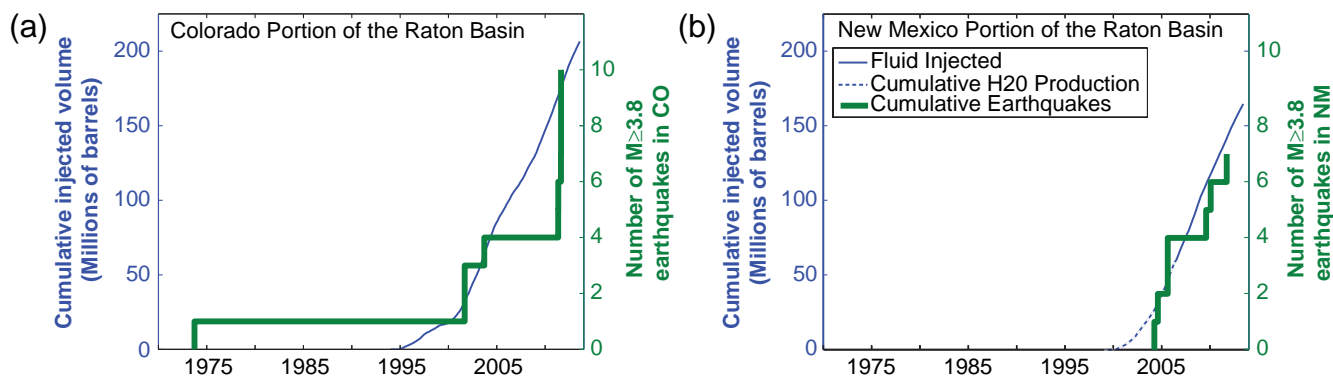 (a)
Colorado Portion of the Raton Basin
Cumulative injected volume
(Millions of barrels)
200
150
100
50
0
1975
1985
1995
2005
10
8
6
4
2
0
Number of M≥3.8
earthquakes in CO
(b)
New Mexico Portion of the Raton Basin
Fluid Injected
Cumulative H20 Production
Cumulative Earthquakes
Cumulative injected volume
(Millions of barrels)
200
150
100
50
0
1975
1985
1995
2005
10
8
6
4
2
0
Number of M≥3.8
earthquakes in NM